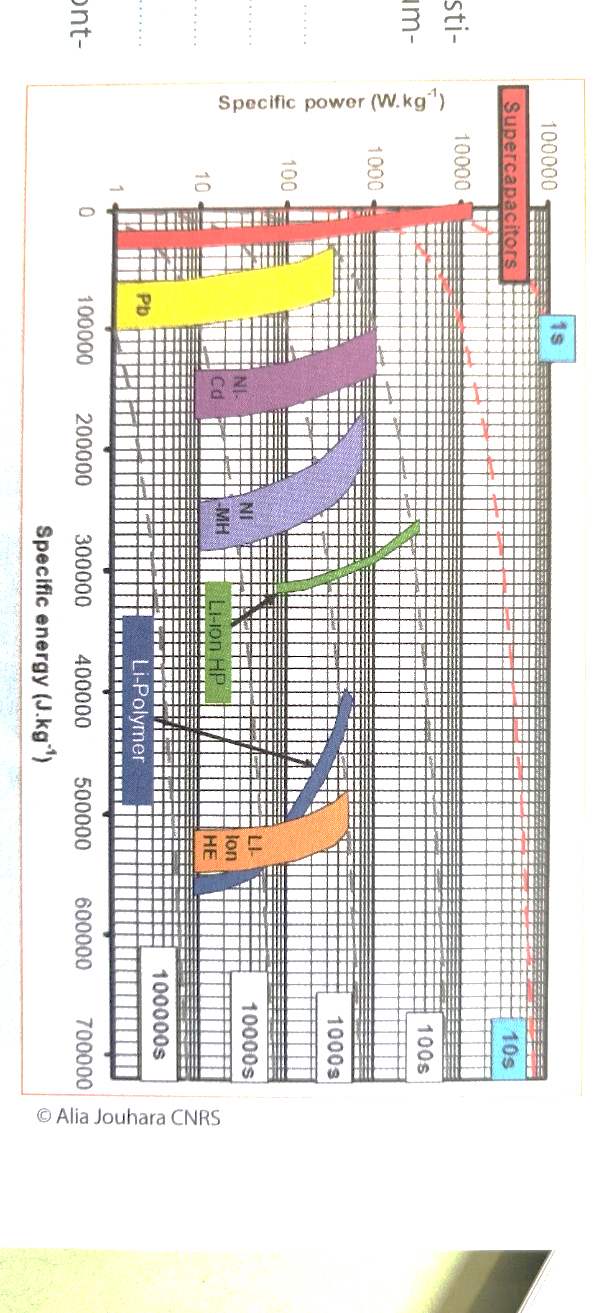 sti-
um-
ont-
Specific power (W.kg-1)
100000
10000
1000
100
10
1
Supercapacitors
1s
10s
100s
1000s
10000s
100000s
Pb
NI-
Cd
NI
-MH
Li-Ion HP
Li-Polymer
LI-
Ion
HE
0 100000 200000 300000 400000 500000 600000 700000
Specific energy (J.kg-1)
© Alia Jouhara CNRS